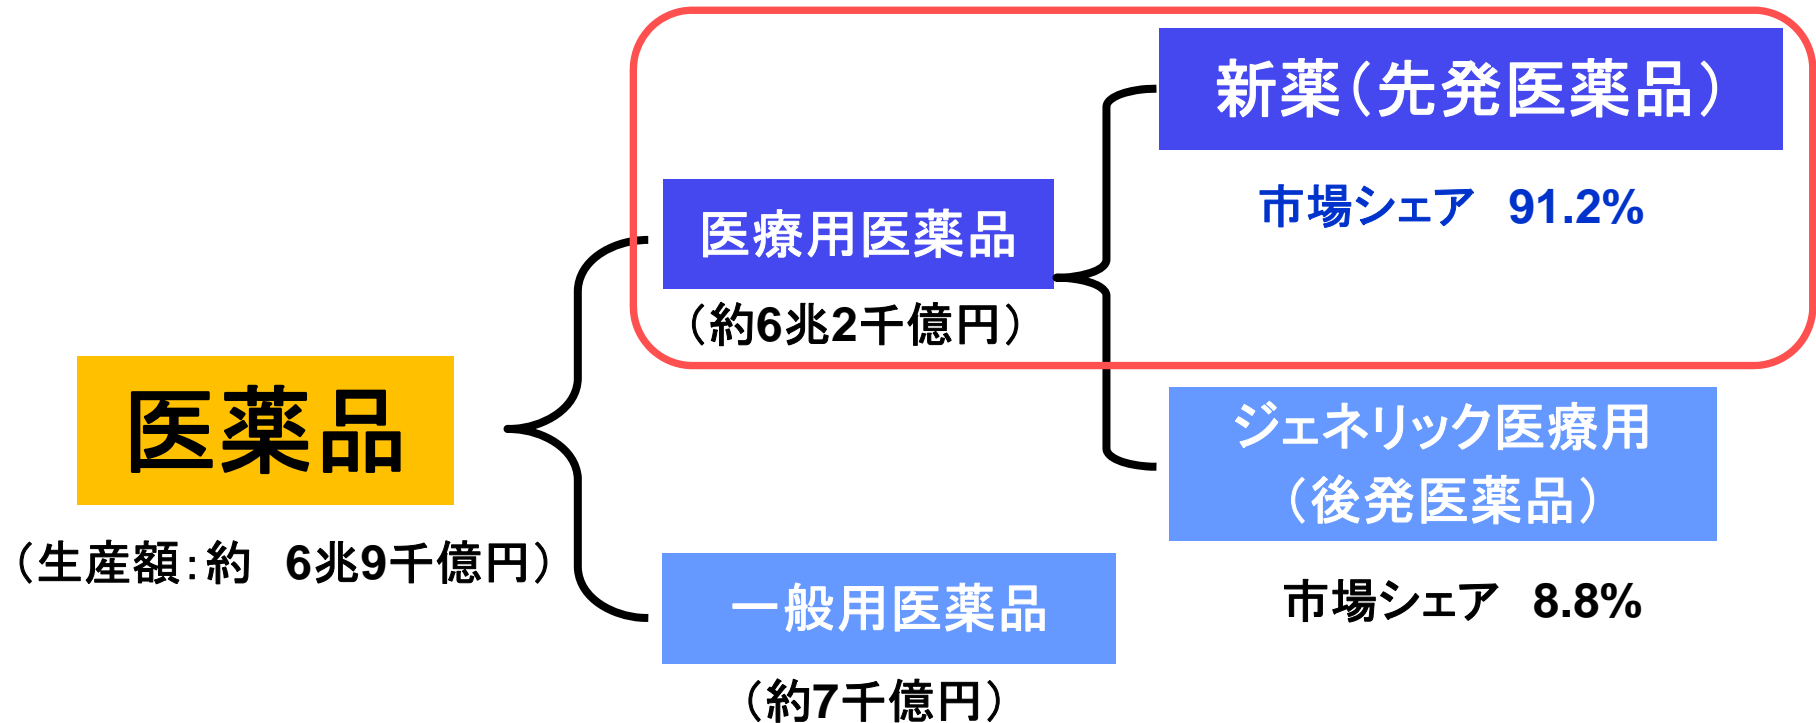 医薬品
（生産額：約　6兆9千億円）
医療用医薬品
（約6兆2千億円）
新薬（先発医薬品）
市場シェア　91.2%
ジェネリック医療用
（後発医薬品）
市場シェア　8.8%
一般用医薬品
（約7千億円）